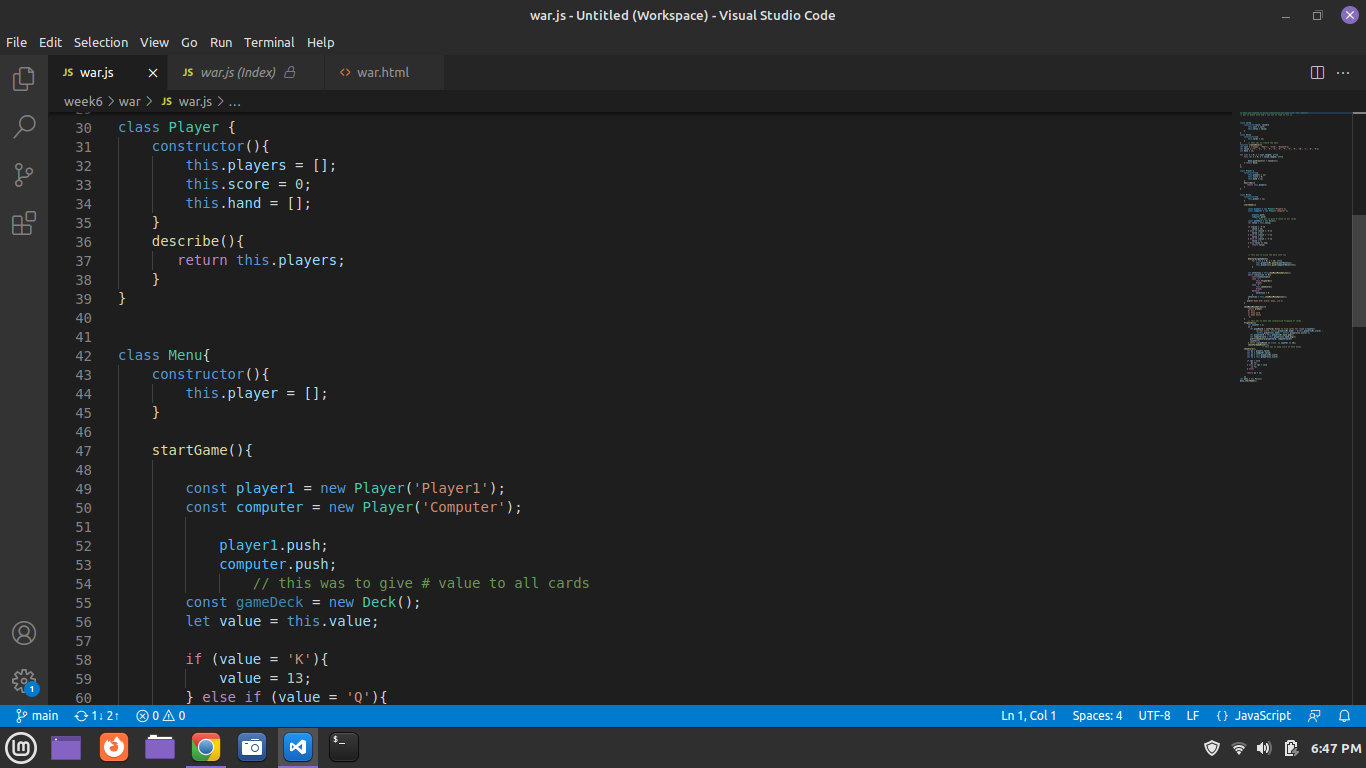 war.js - Untitled (Workspace) - Visual Studio Code
File Edit Selection View Go Run Terminal Help
JS war.js JS war.js (Index) <> war.html
week6 > war > JS war.js > ...
30 class Player {
31 constructor(){
32 this.players = [];
33 this.score = 0;
34 this.hand = [];
35 }
36 describe(){
37 return this.players;
38 }
39 }
40
41
42 class Menu{
43 constructor(){
44 this.player = [];
45 }
46
47 startGame(){
48
49 const player1 = new Player('Player1');
50 const computer = new Player('Computer');
51
52 player1.push;
53 computer.push;
54 // this was to give # value to all cards
55 const gameDeck = new Deck();
56 let value = this.value;
57
58 if (value = 'K'){
59 value = 13;
60 } else if (value = 'Q'){
1
main 1↓ 2↑ 0 0 Ln 1, Col 1 Spaces: 4 UTF-8 LF {} JavaScript
6:47 PM